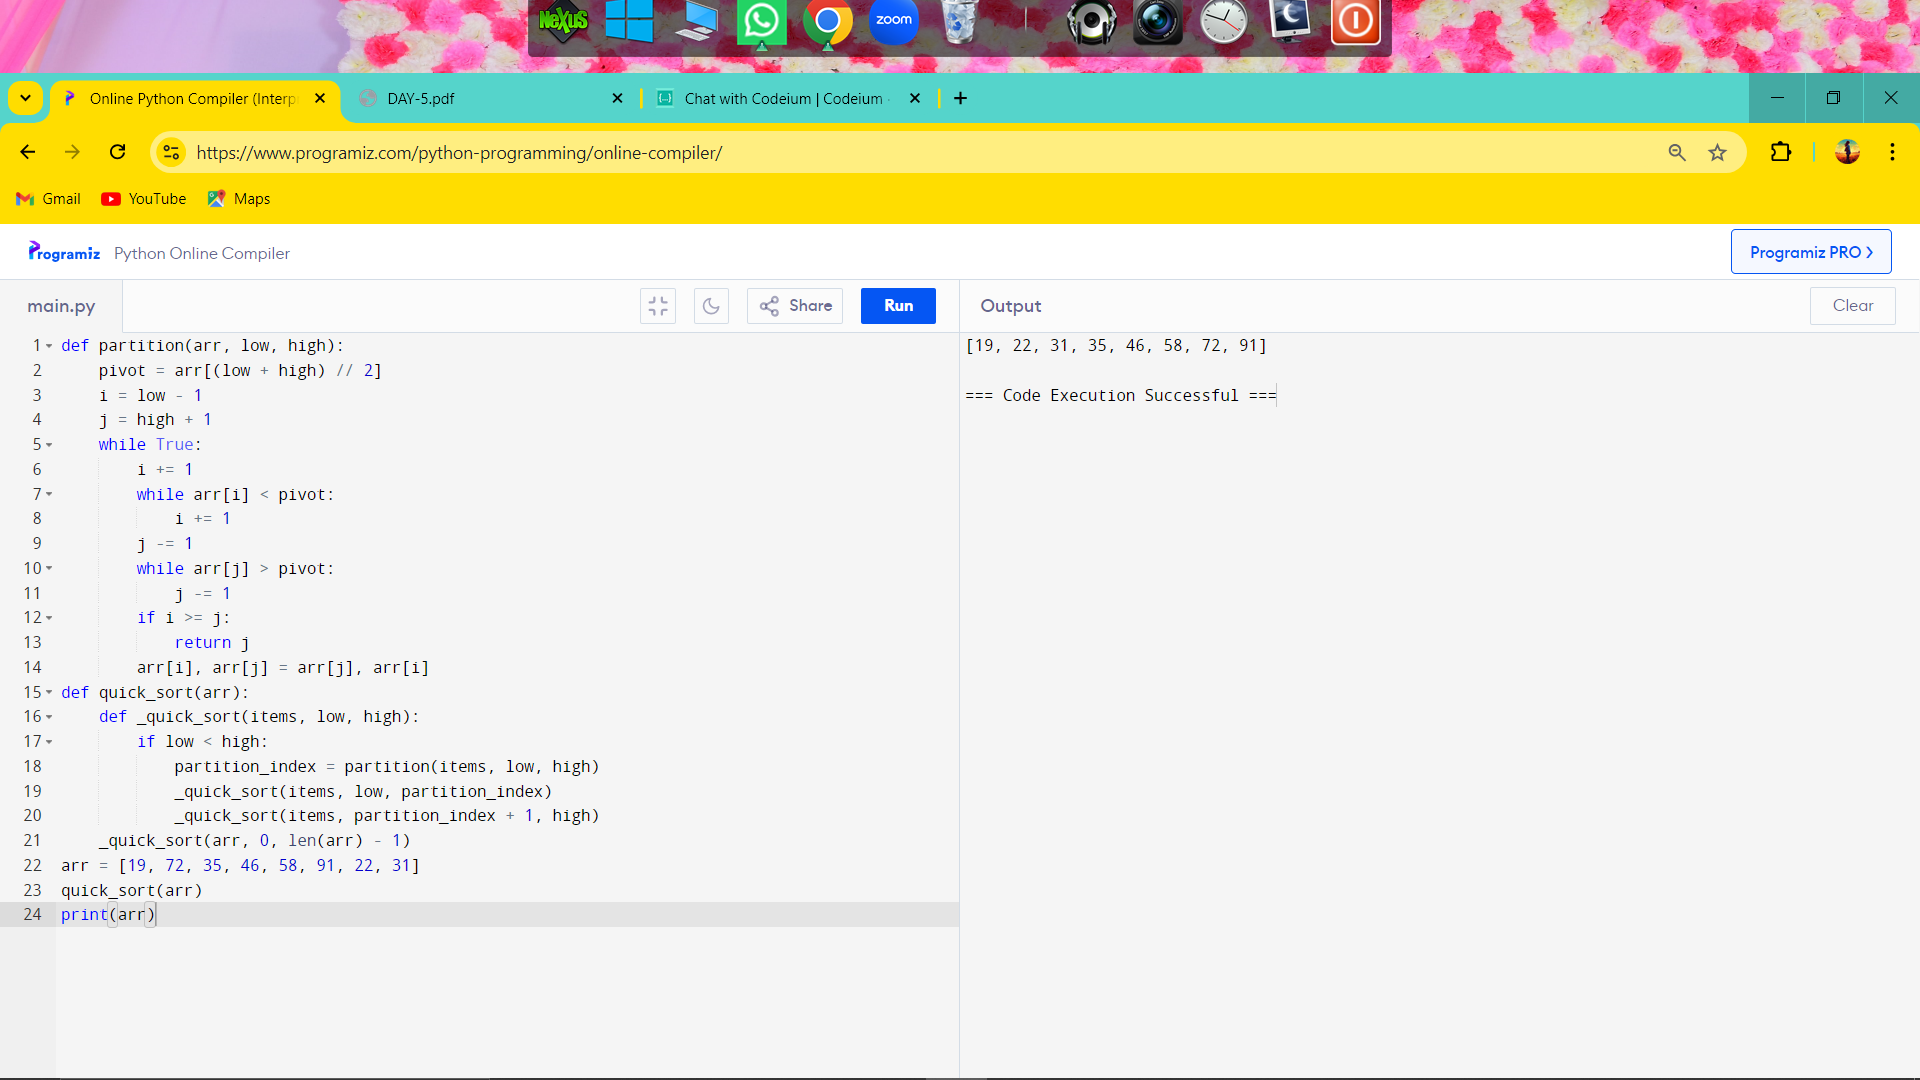 NeXuS
zoom
Online Python Compiler (Interp
DAY-5.pdf
Chat with Codeium | Codeium
https://www.programiz.com/python-programming/online-compiler/
Gmail
YouTube
Maps
Programiz
Python Online Compiler
Programiz PRO
main.py
Share
Run
Output
Clear
1 def partition(arr, low, high):
2     pivot = arr[(low + high) // 2]
3     i = low - 1
4     j = high + 1
5     while True:
6         i += 1
7         while arr[i] < pivot:
8             i += 1
9         j -= 1
10         while arr[j] > pivot:
11             j -= 1
12         if i >= j:
13             return j
14         arr[i], arr[j] = arr[j], arr[i]
15 def quick_sort(arr):
16     def _quick_sort(items, low, high):
17         if low < high:
18             partition_index = partition(items, low, high)
19             _quick_sort(items, low, partition_index)
20             _quick_sort(items, partition_index + 1, high)
21     _quick_sort(arr, 0, len(arr) - 1)
22 arr = [19, 72, 35, 46, 58, 91, 22, 31]
23 quick_sort(arr)
24 print(arr)
[19, 22, 31, 35, 46, 58, 72, 91]
=== Code Execution Successful ===